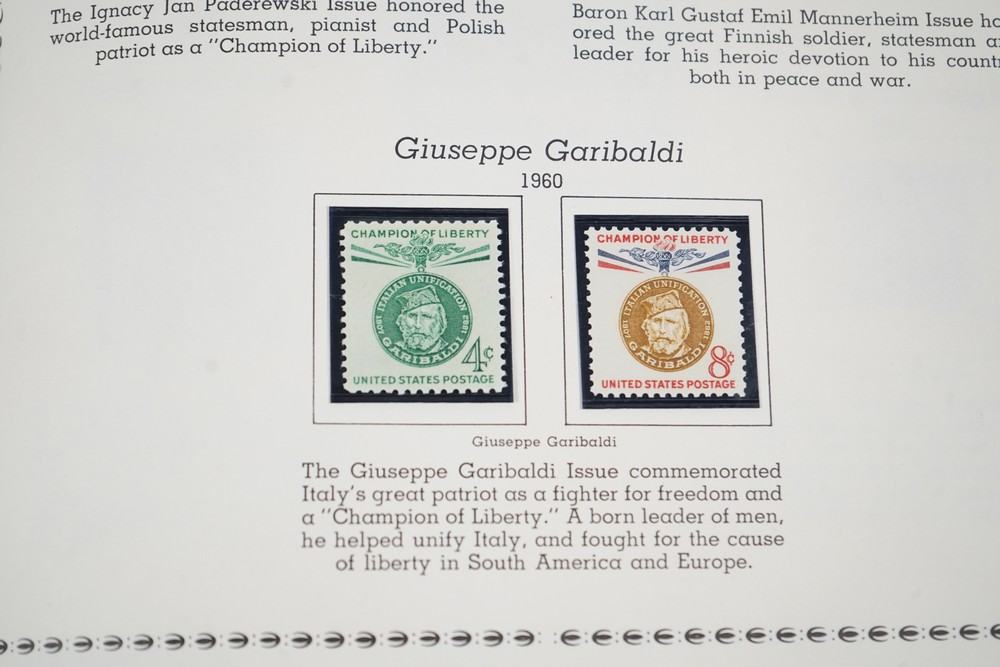 The Ignacy Jan Paderewski Issue honored the
world-famous statesman, pianist and Polish
patriot as a "Champion of Liberty."
Baron Karl Gustaf Emil Mannerheim Issue ho
ored the great Finnish soldier, statesman a
leader for his heroic devotion to his count
both in peace and war.
Giuseppe Garibaldi
1960
CHAMPION OF LIBERTY
ITALIAN UNIFICATION
1807 1882
GARIBALDI
4¢
UNITED STATES POSTAGE
CHAMPION OF LIBERTY
ITALIAN UNIFICATION
1807 1882
GARIBALDI
8¢
UNITED STATES POSTAGE
Giuseppe Garibaldi
The Giuseppe Garibaldi Issue commemorated
Italy's great patriot as a fighter for freedom and
a "Champion of Liberty." A born leader of men,
he helped unify Italy, and fought for the cause
of liberty in South America and Europe.